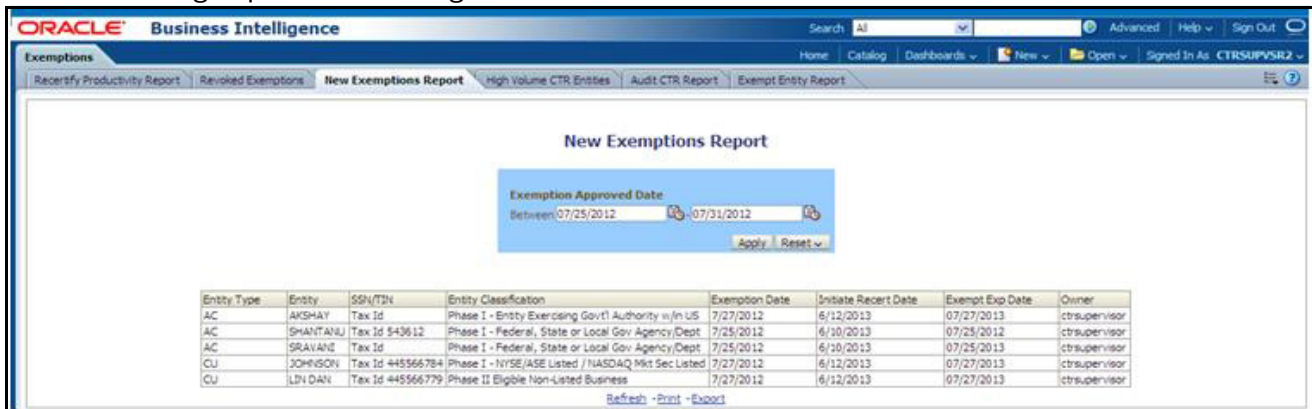 ORACLE Business Intelligence Search All Advanced Help Sign Out
Exemptions Home Catalog Dashboards New Open Signed In As CTRSUPVSR2
Recertify Productivity Report Revoked Exemptions New Exemptions Report High Volume CTR Entities Audit CTR Report Exempt Entity Report
New Exemptions Report
Exemption Approved Date
Between 07/25/2012 - 07/31/2012
Apply Reset
Entity Type Entity SSN/TIN Entity Classification Exemption Date Initiate Recert Date Exempt Exp Date Owner
AC AKSHAY Tax Id Phase I - Entity Exercising Govt'l Authority w/in US 7/27/2012 6/12/2013 07/27/2013 ctrsupervisor
AC SHANTANU Tax Id 543612 Phase I - Federal, State or Local Gov Agency/Dept 7/25/2012 6/10/2013 07/25/2012 ctrsupervisor
AC SRAVANI Tax Id Phase I - Federal, State or Local Gov Agency/Dept 7/25/2012 6/10/2013 07/25/2013 ctrsupervisor
CU JOHNSON Tax Id 445566784 Phase I - NYSE/ASE Listed / NASDAQ Mkt Sec Listed 7/27/2012 6/12/2013 07/27/2013 ctrsupervisor
CU LIN DAN Tax Id 445566779 Phase II Eligible Non-Listed Business 7/27/2012 6/12/2013 07/27/2013 ctrsupervisor
Refresh - Print - Export